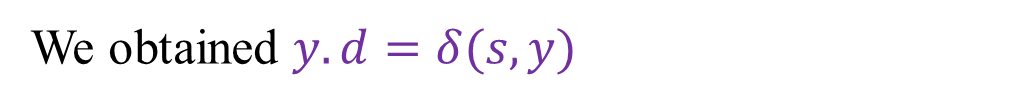 We obtained 𝑦.𝑑 = 𝛿(𝑠,𝑦)